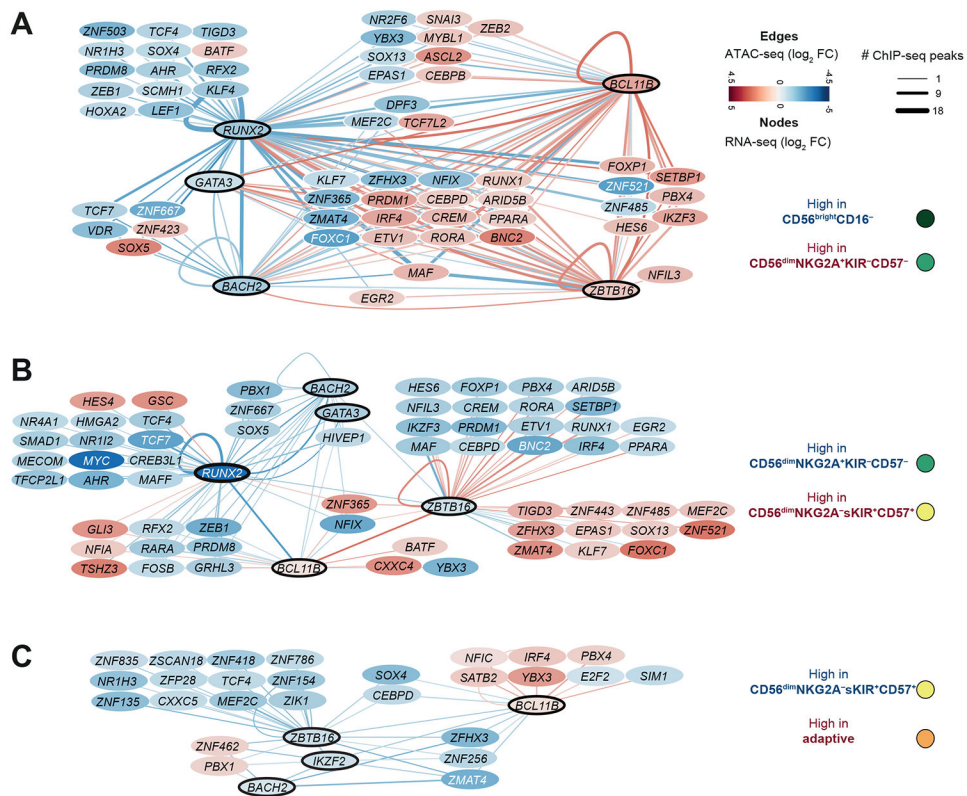 A
ZNF503 TCF4 TIGD3
NR1H3 SOX4 BATF
PRDM8 AHR RFX2
ZEB1 SCMH1 KLF4
HOXA2 LEF1
RUNX2
GATA3
TCF7 ZNF667
VDR ZNF423
SOX5
BACH2
NR2F6 SNAI3 ZEB2
YBX3 MYBL1
SOX13 ASCL2
EPAS1 CEBPB
DPF3
MEF2C TCF7L2
KLF7 ZFHX3 NFIX RUNX1
ZNF365 PRDM1 CEBPD ARID5B
ZMAT4 IRF4 CREM PPARA
FOXC1 ETV1 RORA BNC2
MAF
EGR2
BCL11B
FOXP1
ZNF521 SETBP1
ZNF485 PBX4
HES6 IKZF3
NFIL3
ZBTB16
Edges
ATAC-seq (log2 FC)
5 0 -5
4 0 -4
Nodes
RNA-seq (log2 FC)
# ChIP-seq peaks
1
9
18
High in
CD56brightCD16−
High in
CD56dimNKG2A+KIR−CD57−
B
HES4 GSC
NR4A1 HMGA2 TCF4
SMAD1 NR1I2 TCF7
MECOM MYC CREB3L1
TFCP2L1 AHR MAFF
RUNX2
PBX1
ZNF667
SOX5
BACH2
GATA3
HIVEP1
GLI3 RFX2 ZEB1
NFIA RARA PRDM8
TSHZ3 FOSB GRHL3
BCL11B
ZNF365
NFIX
BATF
CXXC4 YBX3
ZBTB16
HES6 FOXP1 PBX4 ARID5B
NFIL3 CREM RORA SETBP1
IKZF3 PRDM1 ETV1 RUNX1 EGR2
MAF CEBPD BNC2 IRF4 PPARA
TIGD3 ZNF443 ZNF485 MEF2C
ZFHX3 EPAS1 SOX13 ZNF521
ZMAT4 KLF7 FOXC1
High in
CD56dimNKG2A+KIR−CD57−
High in
CD56dimNKG2A−sKIR+CD57+
C
ZNF835 ZSCAN18 ZNF418 ZNF786
NR1H3 ZFP28 TCF4 ZNF154
ZNF135 CXXC5 MEF2C ZIK1
SOX4
CEBPD
NFIC IRF4 PBX4
SATB2 YBX3 E2F2 SIM1
BCL11B
ZBTB16
ZNF462
PBX1
IKZF2
BACH2
ZFHX3
ZNF256
ZMAT4
High in
CD56dimNKG2A−sKIR+CD57+
High in
adaptive